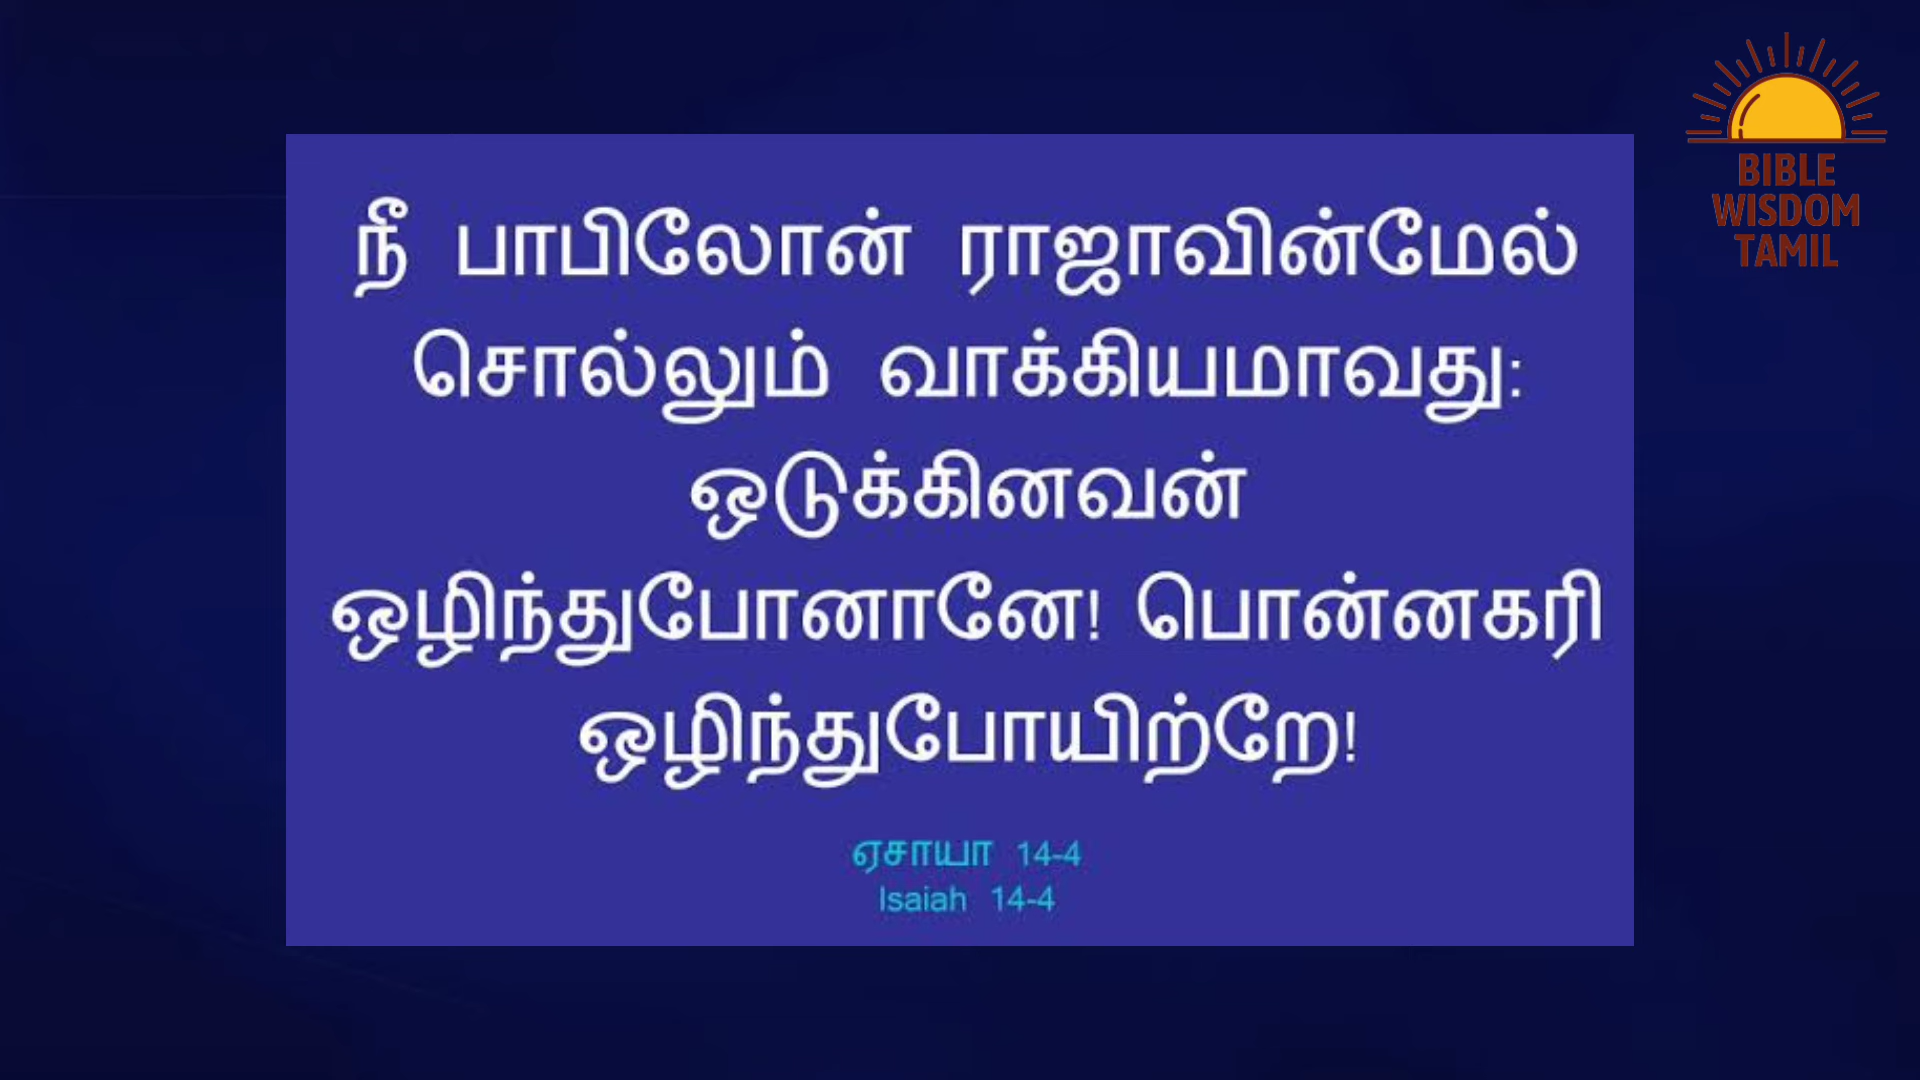 நீ பாபிலோன் ராஜாவின்மேல்
சொல்லும் வாக்கியமாவது:
ஒடுக்கினவன்
ஒழிந்துபோனானே! பொன்னகரி
ஒழிந்துபோயிற்றே!
ஏசாயா 14-4
Isaiah 14-4
BIBLE
WISDOM
TAMIL